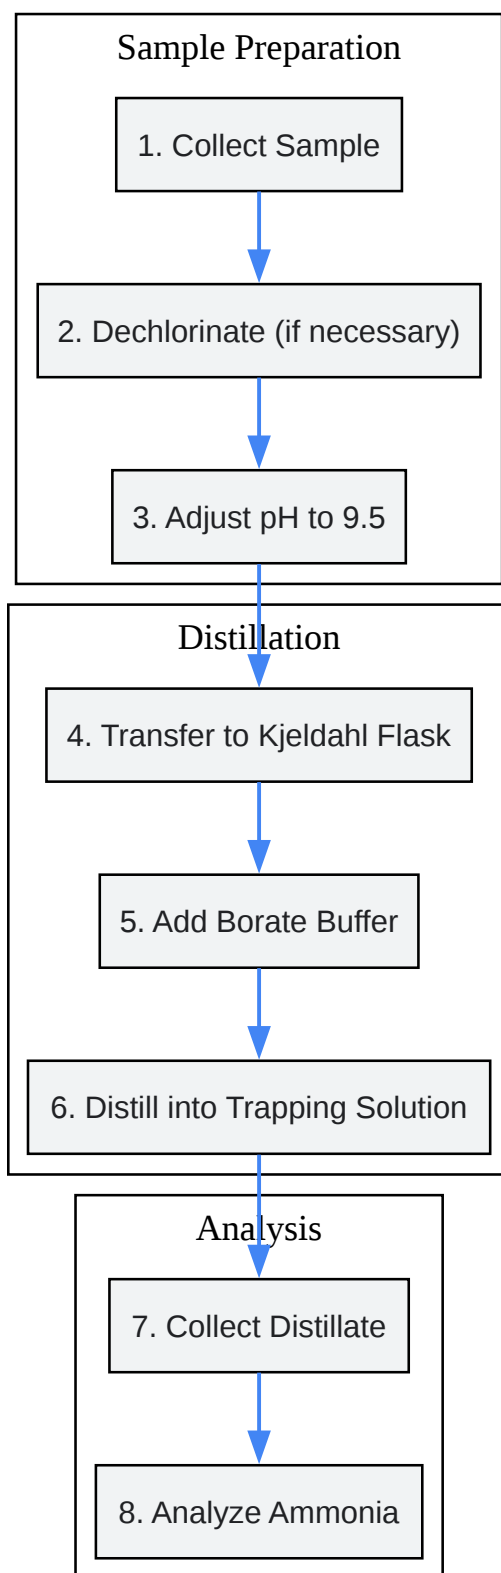 Sample Preparation
1. Collect Sample
2. Dechlorinate (if necessary)
3. Adjust pH to 9.5
Distillation
4. Transfer to Kjeldahl Flask
5. Add Borate Buffer
6. Distill into Trapping Solution
Analysis
7. Collect Distillate
8. Analyze Ammonia